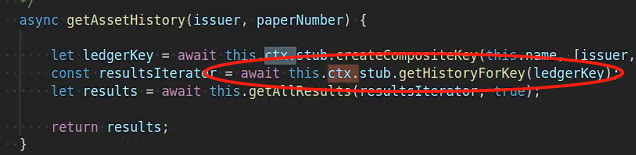 */
async getAssetHistory(issuer, paperNumber) {
let ledgerKey = await this.ctx.stub.createCompositeKey(this.name, [issuer,
const resultsIterator = await this.ctx.stub.getHistoryForKey(ledgerKey);
let results = await this.getAllResults(resultsIterator, true);
return results;
}